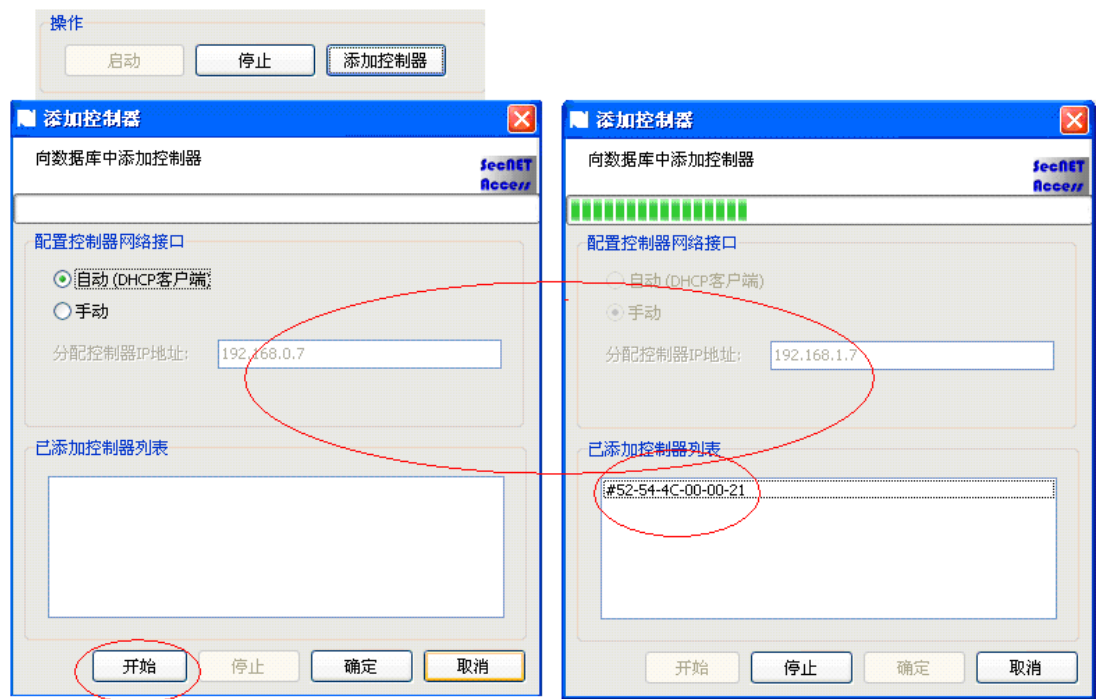 操作
启动 停止 添加控制器
添加控制器
向数据库中添加控制器
SecNET
Access
配置控制器网络接口
自动(DHCP客户端)
手动
分配控制器IP地址: 192.168.0.7
已添加控制器列表
开始 停止 确定 取消
添加控制器
向数据库中添加控制器
SecNET
Access
配置控制器网络接口
自动(DHCP客户端)
手动
分配控制器IP地址: 192.168.1.7
已添加控制器列表
#52-54-4C-00-00-21
开始 停止 确定 取消